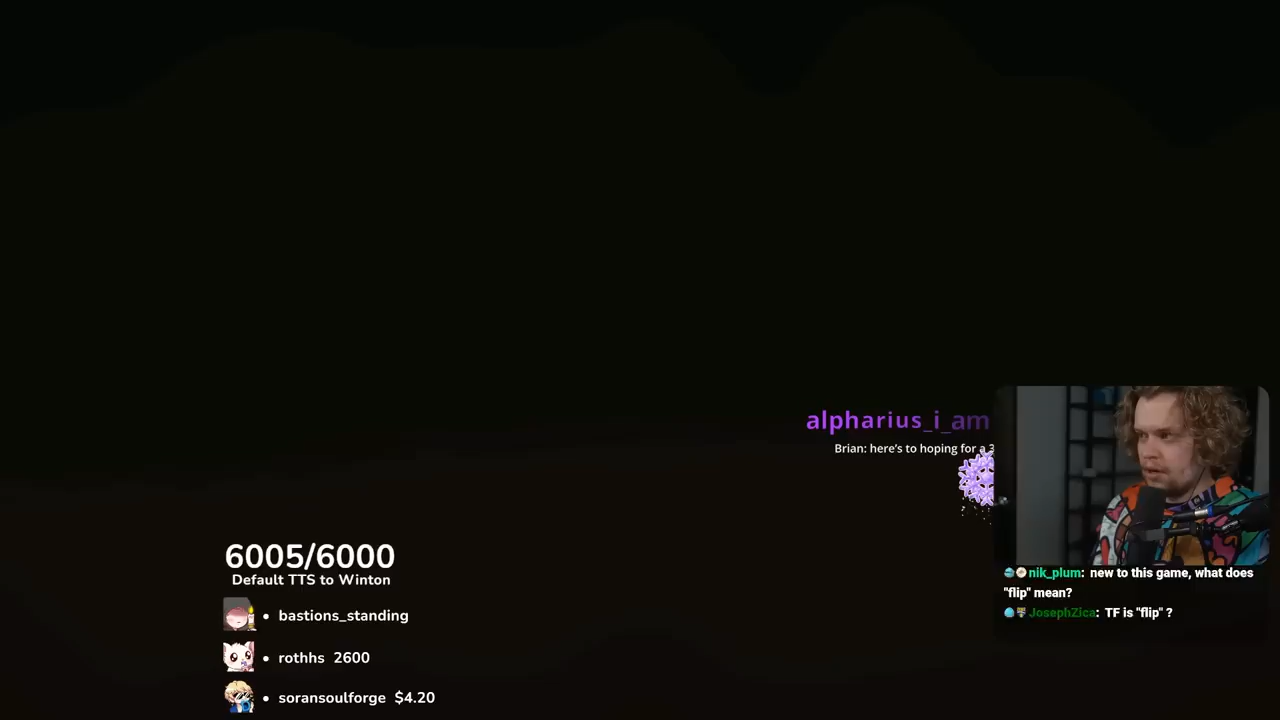 alpharius_i_am
Brian: here's to hoping for a 3
6005/6000
Default TTS to Winton
bastions_standing
rothhs 2600
soransoulforge $4.20
nik_plum: new to this game, what does
"flip" mean?
JosephZica: TF is "flip" ?